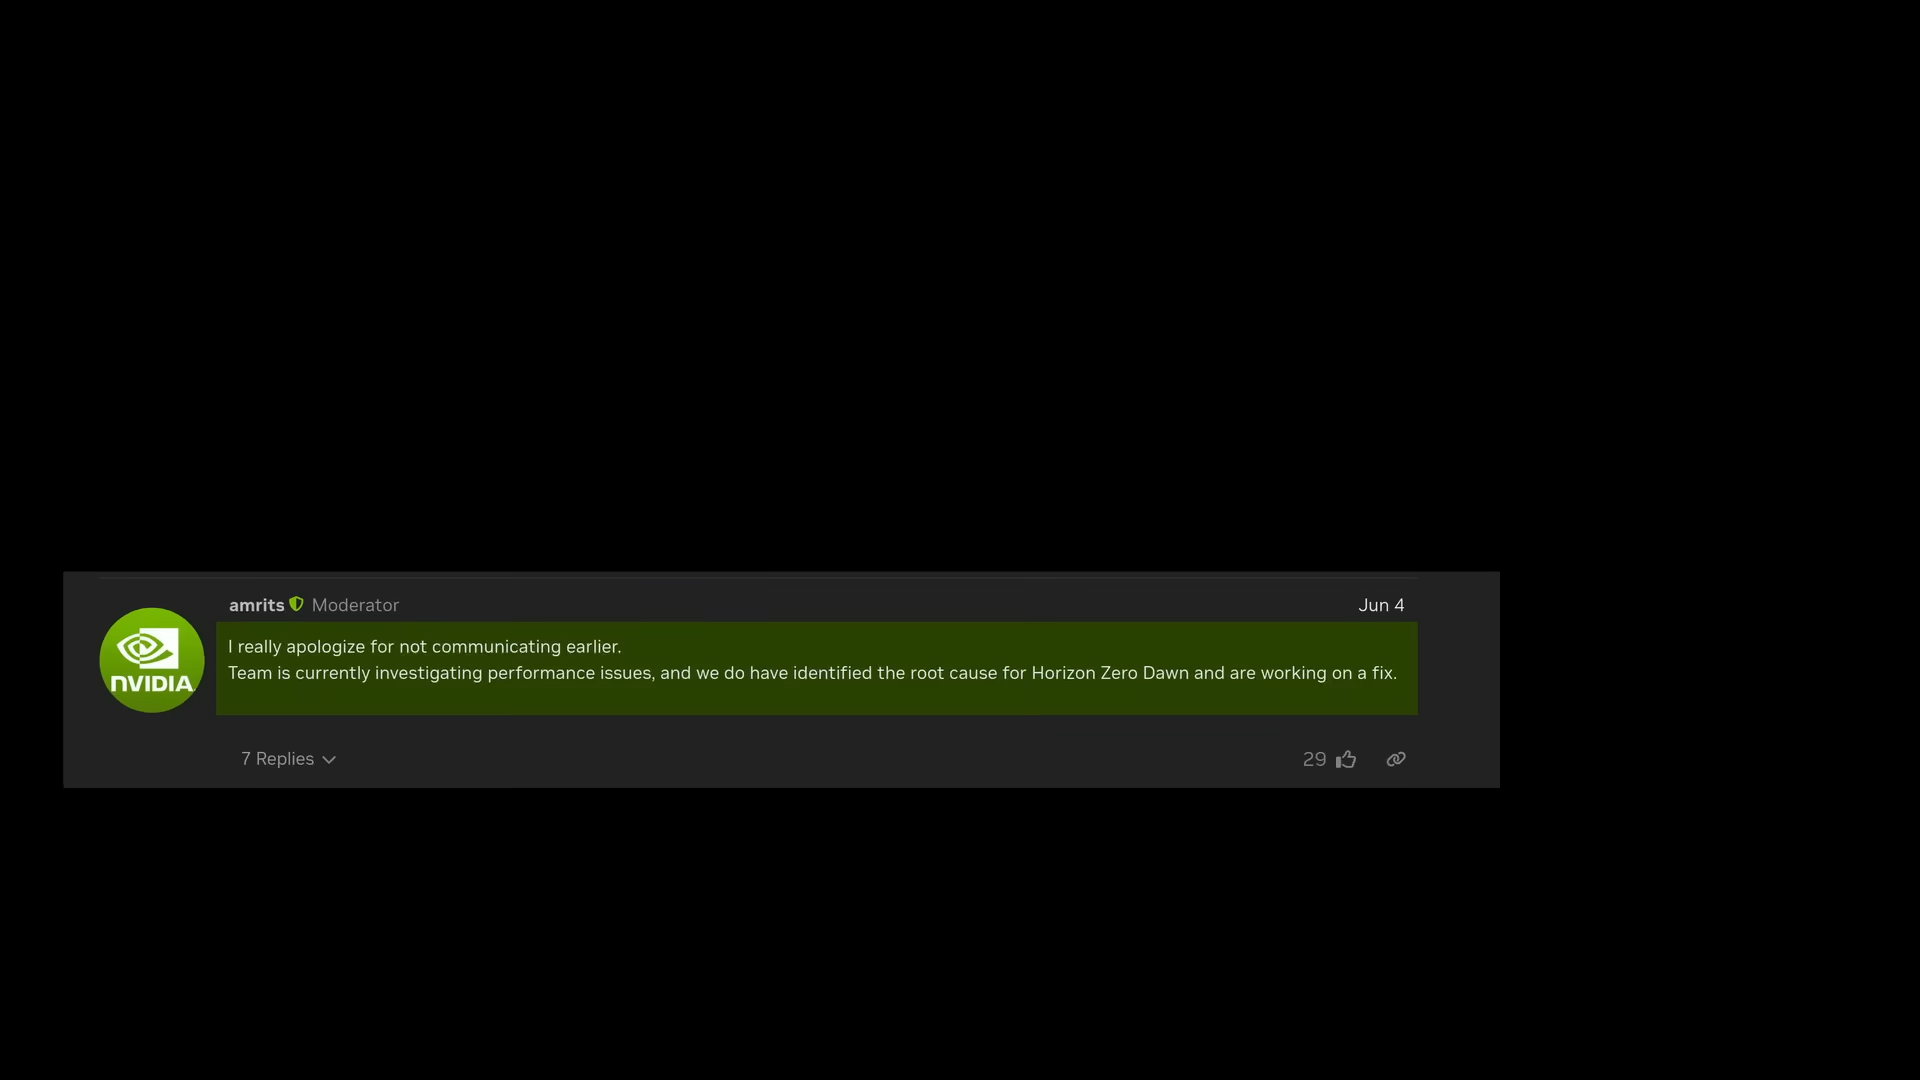 amrits Moderator Jun 4
I really apologize for not communicating earlier.
Team is currently investigating performance issues, and we do have identified the root cause for Horizon Zero Dawn and are working on a fix.
NVIDIA
7 Replies 29